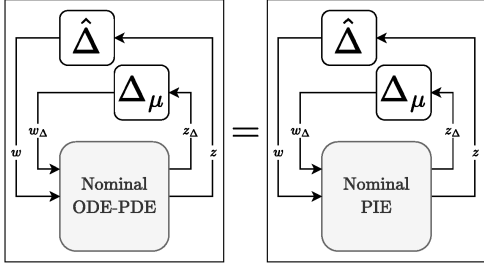 Δ̂
Δ_μ
w
w_Δ
z_Δ
z
Nominal
ODE-PDE
=
Δ̂
Δ_μ
w
w_Δ
z_Δ
z
Nominal
PIE